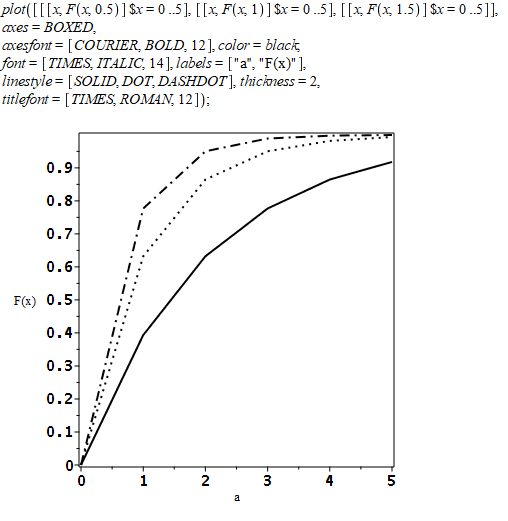 plot([[[x, F(x, 0.5)] $x = 0 ..5], [[x, F(x, 1)] $x = 0 ..5], [[x, F(x, 1.5)] $x = 0 ..5]],
axes = BOXED,
axesfont = [COURIER, BOLD, 12], color = black,
font = [TIMES, ITALIC, 14], labels = ["a", "F(x)"],
linestyle = [SOLID, DOT, DASHDOT], thickness = 2,
titlefont = [TIMES, ROMAN, 12]);
0.9
0.8
0.7
0.6
F(x) 0.5
0.4
0.3
0.2
0.1
0
0 1 2 3 4 5
a